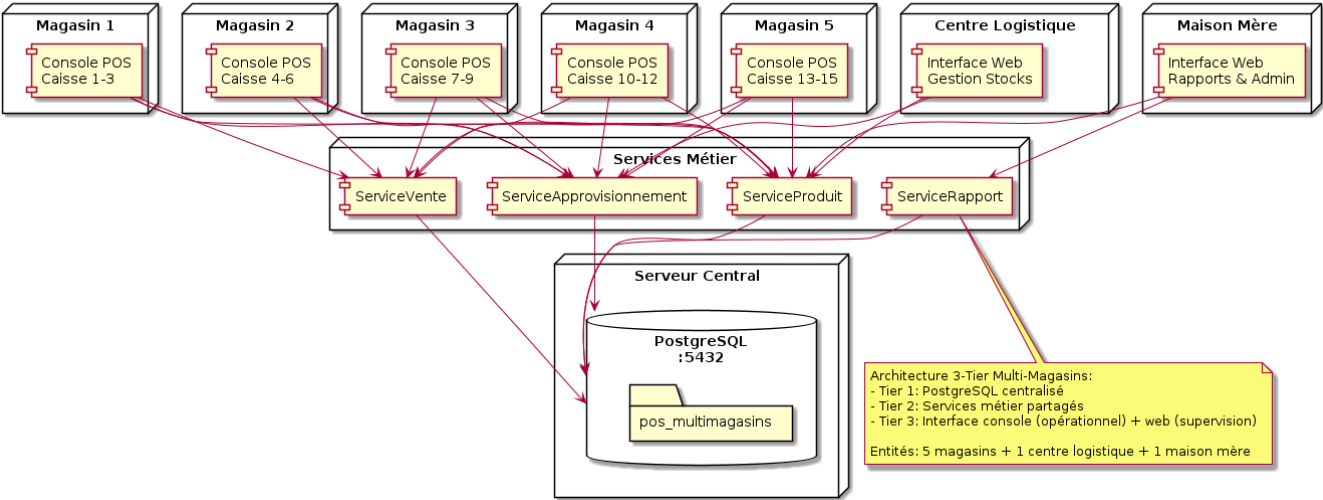 Magasin 1
Console POS
Caisse 1-3
Magasin 2
Console POS
Caisse 4-6
Magasin 3
Console POS
Caisse 7-9
Magasin 4
Console POS
Caisse 10-12
Magasin 5
Console POS
Caisse 13-15
Centre Logistique
Interface Web
Gestion Stocks
Maison Mère
Interface Web
Rapports & Admin
Services Métier
ServiceVente
ServiceApprovisionnement
ServiceProduit
ServiceRapport
Serveur Central
PostgreSQL
:5432
pos_multimagasins
Architecture 3-Tier Multi-Magasins:
- Tier 1: PostgreSQL centralisé
- Tier 2: Services métier partagés
- Tier 3: Interface console (opérationnel) + web (supervision)
Entités: 5 magasins + 1 centre logistique + 1 maison mère